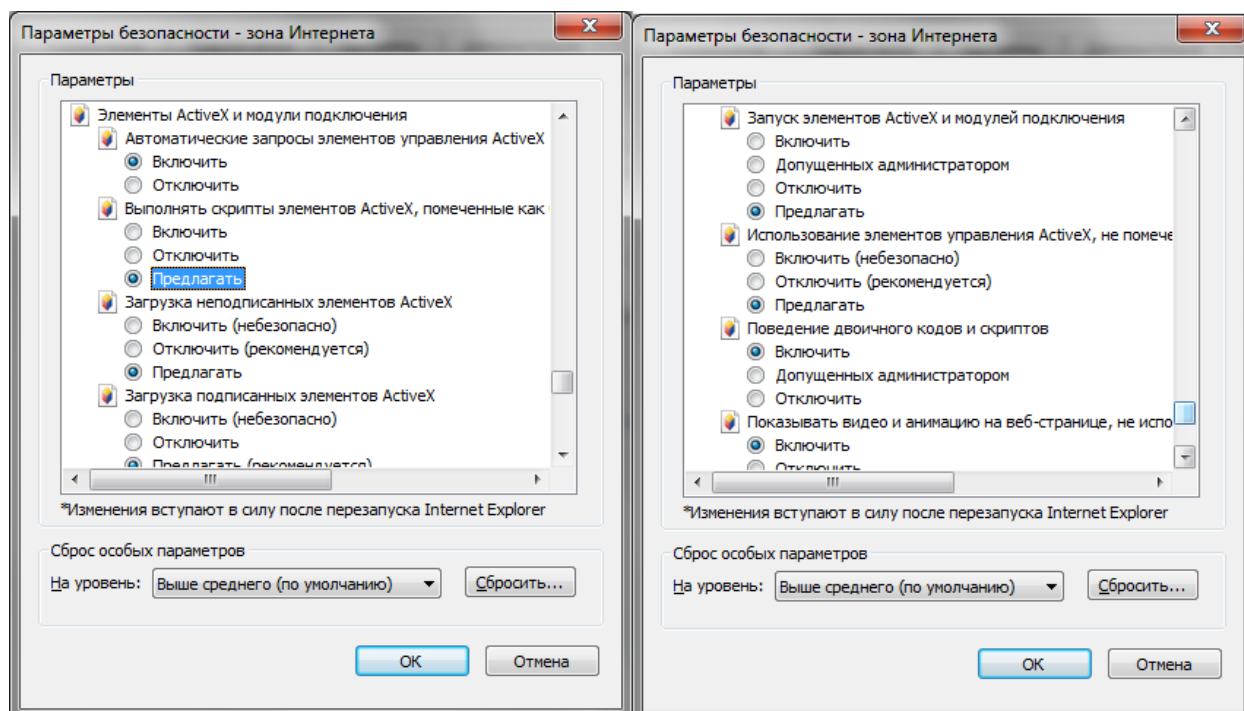 Параметры безопасности - зона Интернета
Параметры
Элементы ActiveX и модули подключения
Автоматические запросы элементов управления ActiveX
Включить
Отключить
Выполнять скрипты элементов ActiveX, помеченные как
Включить
Отключить
Предлагать
Загрузка неподписанных элементов ActiveX
Включить (небезопасно)
Отключить (рекомендуется)
Предлагать
Загрузка подписанных элементов ActiveX
Включить (небезопасно)
Отключить
Предлагать (рекомендуется)
*Изменения вступают в силу после перезапуска Internet Explorer
Сброс особых параметров
На уровень: Выше среднего (по умолчанию) Сбросить...
ОК Отмена
Параметры безопасности - зона Интернета
Параметры
Запуск элементов ActiveX и модулей подключения
Включить
Допущенных администратором
Отключить
Предлагать
Использование элементов управления ActiveX, не помече
Включить (небезопасно)
Отключить (рекомендуется)
Предлагать
Поведение двоичного кодов и скриптов
Включить
Допущенных администратором
Отключить
Показывать видео и анимацию на веб-странице, не испо
Включить
Отключить
*Изменения вступают в силу после перезапуска Internet Explorer
Сброс особых параметров
На уровень: Выше среднего (по умолчанию) Сбросить...
ОК Отмена